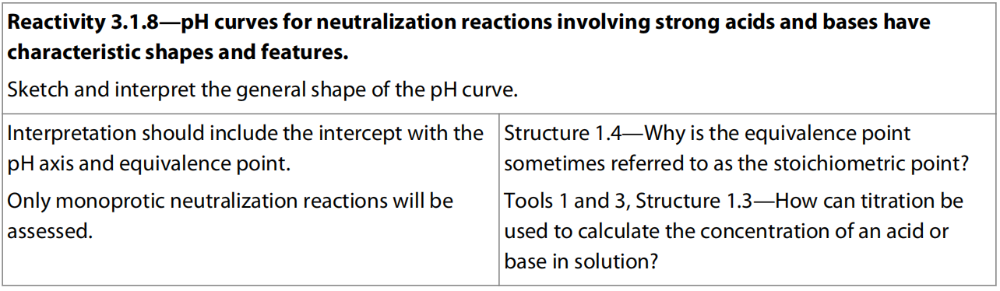 Reactivity 3.1.8—pH curves for neutralization reactions involving strong acids and bases have
characteristic shapes and features.
Sketch and interpret the general shape of the pH curve.
Interpretation should include the intercept with the
pH axis and equivalence point.
Only monoprotic neutralization reactions will be
assessed.
Structure 1.4—Why is the equivalence point
sometimes referred to as the stoichiometric point?
Tools 1 and 3, Structure 1.3—How can titration be
used to calculate the concentration of an acid or
base in solution?